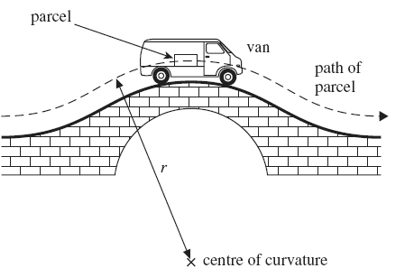 parcel
van
path of
parcel
r
centre of curvature